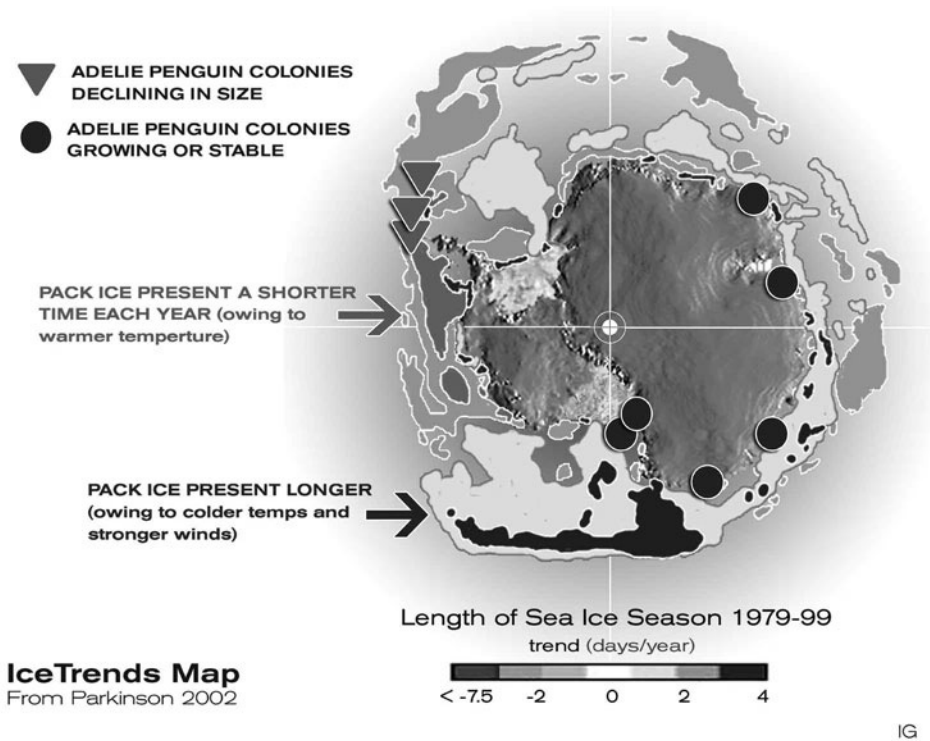 ADELIE PENGUIN COLONIES
DECLINING IN SIZE
ADELIE PENGUIN COLONIES
GROWING OR STABLE
PACK ICE PRESENT A SHORTER
TIME EACH YEAR (owing to
warmer temperture)
PACK ICE PRESENT LONGER
(owing to colder temps and
stronger winds)
Length of Sea Ice Season 1979-99
trend (days/year)
< -7.5 -2 0 2 4
IceTrends Map
From Parkinson 2002
IG